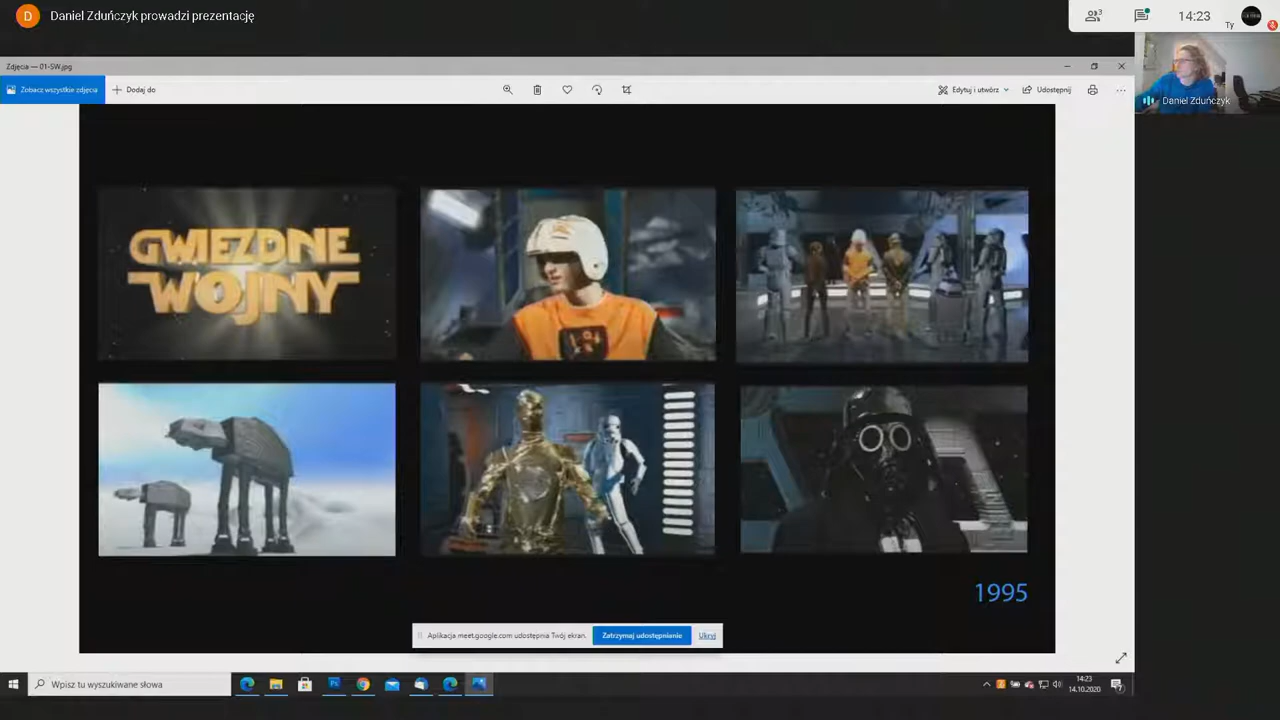 D Daniel Zduńczyk prowadzi prezentację
3
14:23
Ty
Zdjęcia — 01-SW.jpg
Zobacz wszystkie zdjęcia
Dodaj do
Edytuj i utwórz
Udostępnij
Daniel Zduńczyk
GWIEZDNE
WOJNY
1995
Aplikacja meet.google.com udostępnia Twój ekran.
Zatrzymaj udostępnianie
Ukryj
Wpisz tu wyszukiwane słowa
14:23
14.10.2020